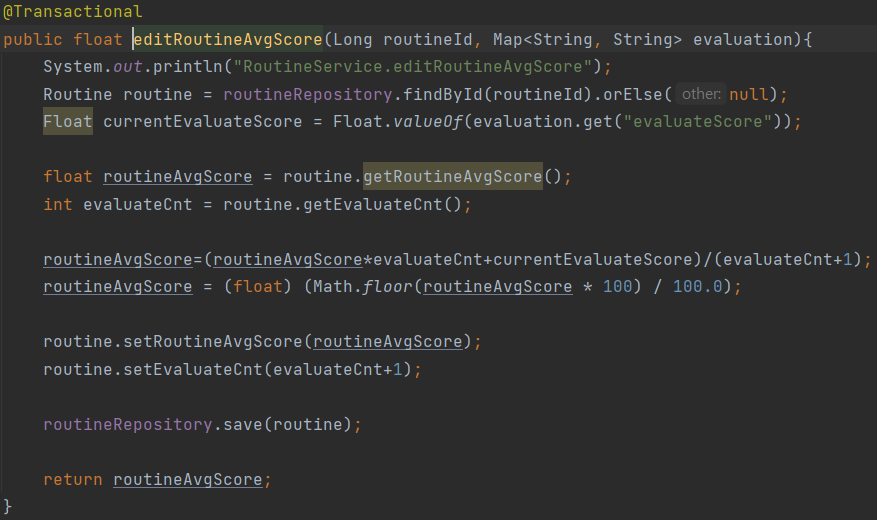 @Transactional
public float editRoutineAvgScore(Long routineId, Map<String, String> evaluation){
System.out.println("RoutineService.editRoutineAvgScore");
Routine routine = routineRepository.findById(routineId).orElse( other: null);
Float currentEvaluateScore = Float.valueOf(evaluation.get("evaluateScore"));
float routineAvgScore = routine.getRoutineAvgScore();
int evaluateCnt = routine.getEvaluateCnt();
routineAvgScore=(routineAvgScore*evaluateCnt+currentEvaluateScore)/(evaluateCnt+1);
routineAvgScore = (float) (Math.floor(routineAvgScore * 100) / 100.0);
routine.setRoutineAvgScore(routineAvgScore);
routine.setEvaluateCnt(evaluateCnt+1);
routineRepository.save(routine);
return routineAvgScore;
}